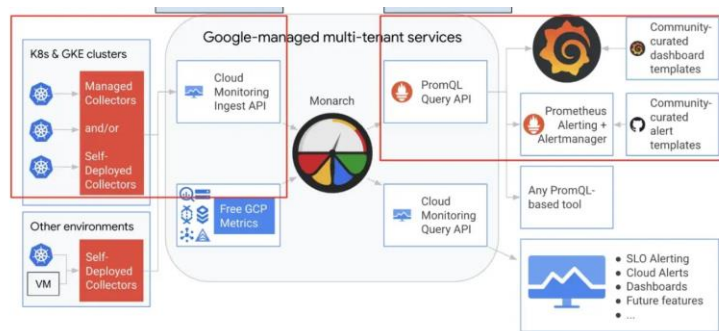 Google-managed multi-tenant services
K8s & GKE clusters
Managed
Collectors
and/or
Self-
Deployed
Collectors
Other environments
VM
Self-
Deployed
Collectors
Cloud
Monitoring
Ingest API
Free GCP
Metrics
Monarch
PromQL
Query API
Cloud
Monitoring
Query API
Community-
curated
dashboard
templates
Prometheus
Alerting +
Alertmanager
Community-
curated
alert
templates
Any PromQL-
based tool
● SLO Alerting
● Cloud Alerts
● Dashboards
● Future features
● ...